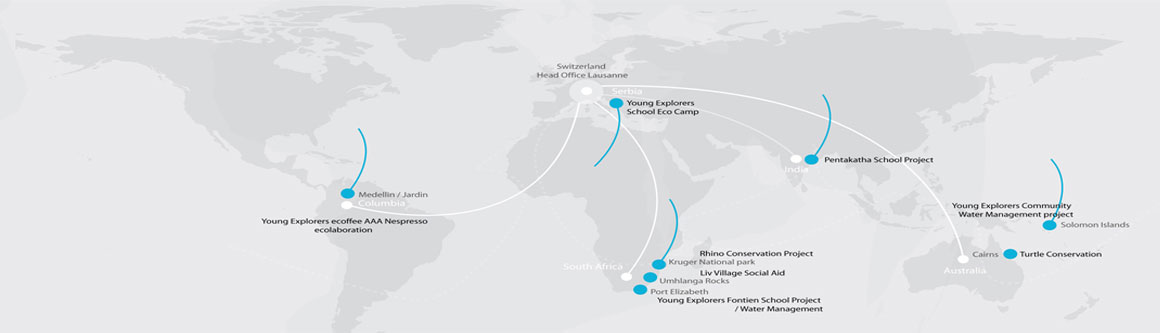 Switzerland
Head Office Lausanne
Serbia
Young Explorers
School Eco Camp
Pentakatha School Project
India
Medellin / Jardin
Columbia
Young Explorers ecoffee AAA Nespresso
ecolaboration
Young Explorers Community
Water Management project
Solomon Islands
Rhino Conservation Project
Kruger National park
South Africa
Liv Village Social Aid
Umhlanga Rocks
Port Elizabeth
Young Explorers Fontien School Project
/ Water Management
Cairns
Turtle Conservation
Australia